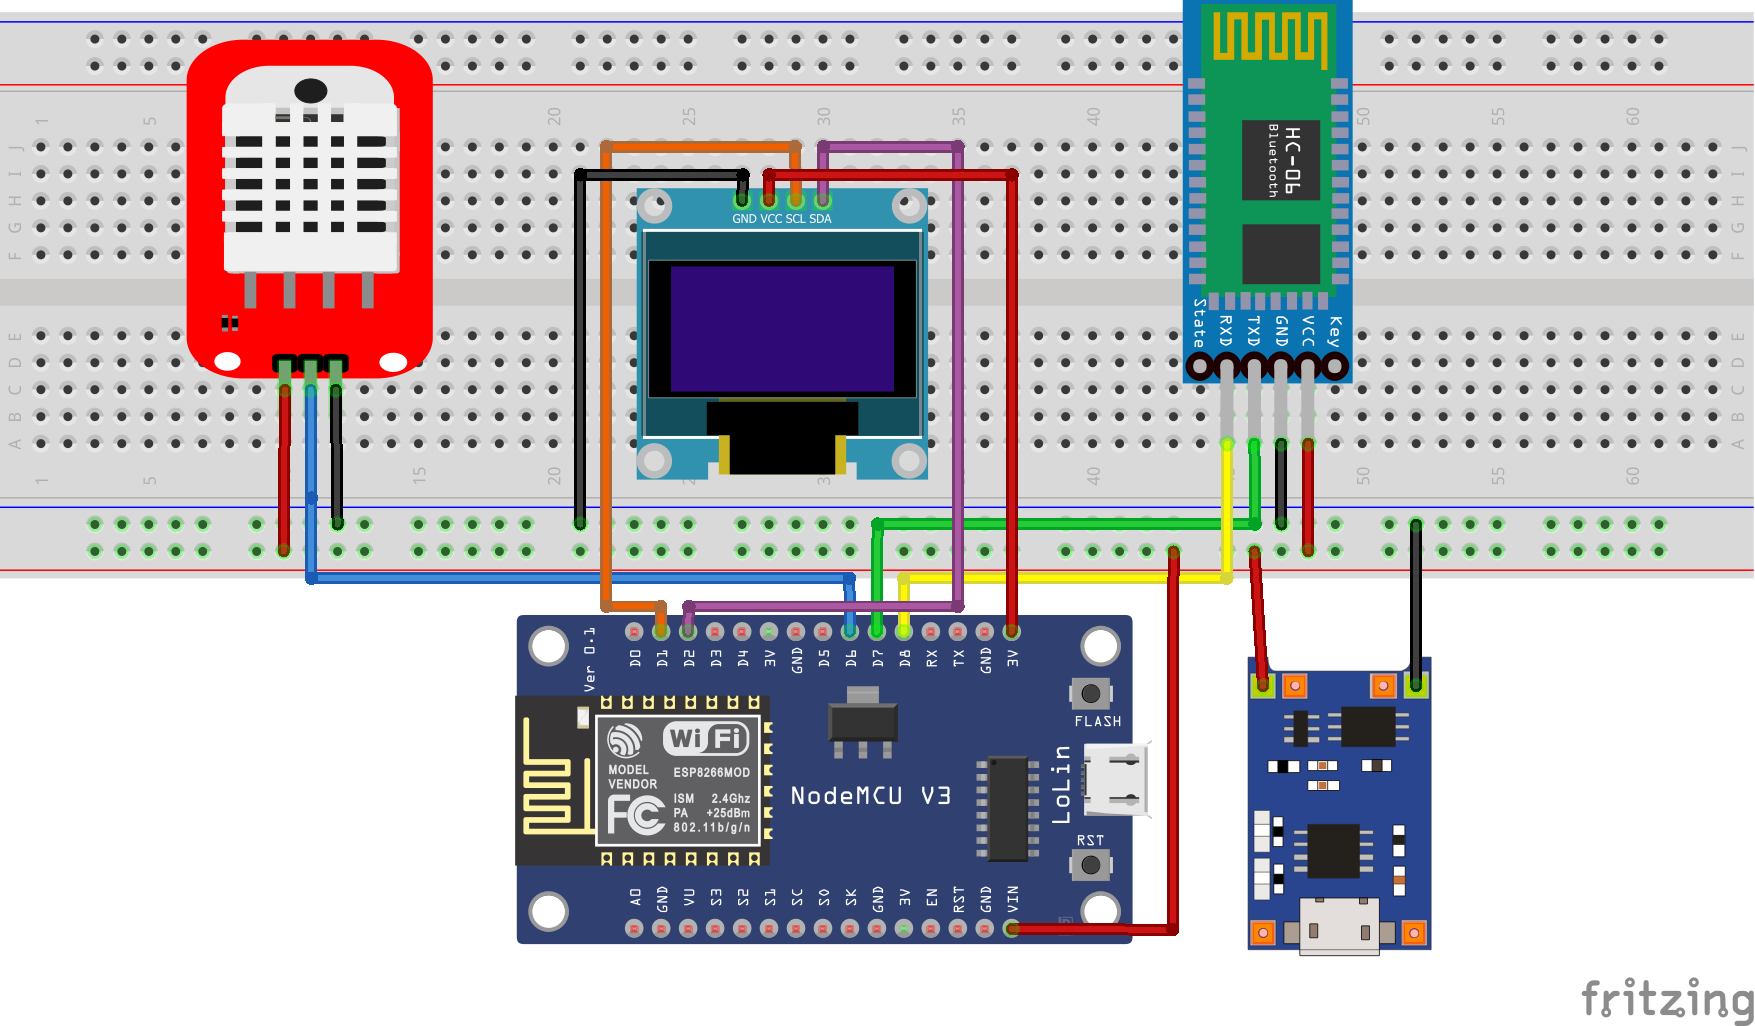 1
5
20
25
30
35
40
50
55
60
J
I
H
G
F
J
I
H
G
F
HC-06
Bluetooth
GND VCC SCL SDA
State
RXD
TXD
GND
VCC
Key
E
D
C
B
A
E
D
C
B
A
1
5
15
20
40
50
55
60
Ver 0.1
D0
D1
D2
D3
D4
3V
GND
D5
D6
D7
D8
RX
TX
GND
3V
FLASH
WiFi
MODEL ESP8266MOD
VENDOR
FC
ISM 2.4Ghz
PA +25dBm
802.11b/g/n
NodeMCU V3
LoLin
RST
A0
GND
VU
S3
S2
S1
SC
S0
SK
GND
3V
EN
RST
GND
VIN
fritzing